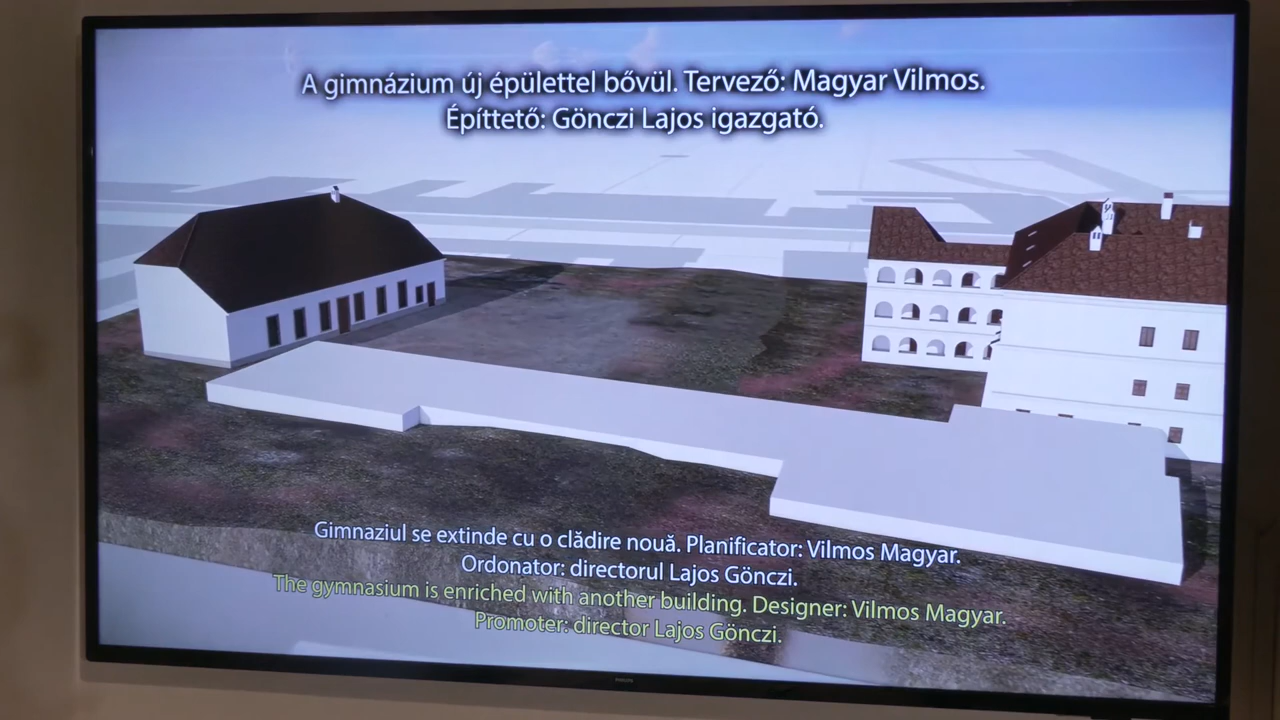 A gimnázium új épülettel bővül. Tervező: Magyar Vilmos.
Építtető: Gönczi Lajos igazgató.
Gimnaziul se extinde cu o clădire nouă. Planificator: Vilmos Magyar.
Ordonator: directorul Lajos Gönczi.
The gymnasium is enriched with another building. Designer: Vilmos Magyar.
Promoter: director Lajos Gönczi.
PHILIPS